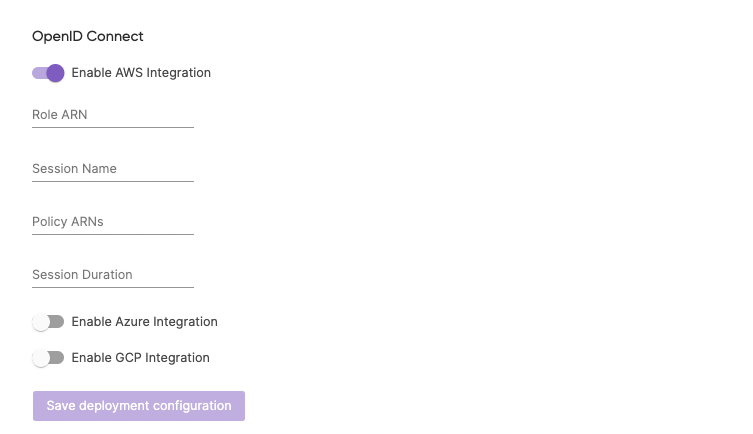 OpenID Connect
Enable AWS Integration
Role ARN
Session Name
Policy ARNs
Session Duration
Enable Azure Integration
Enable GCP Integration
Save deployment configuration